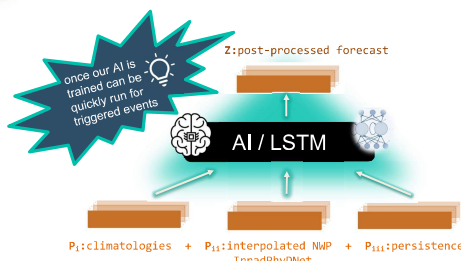 Z:post-processed forecast
once our AI is
trained can be
quickly run for
triggered events
AI / LSTM
Pi:climatologies + Pii:interpolated NWP + Piii:persistence